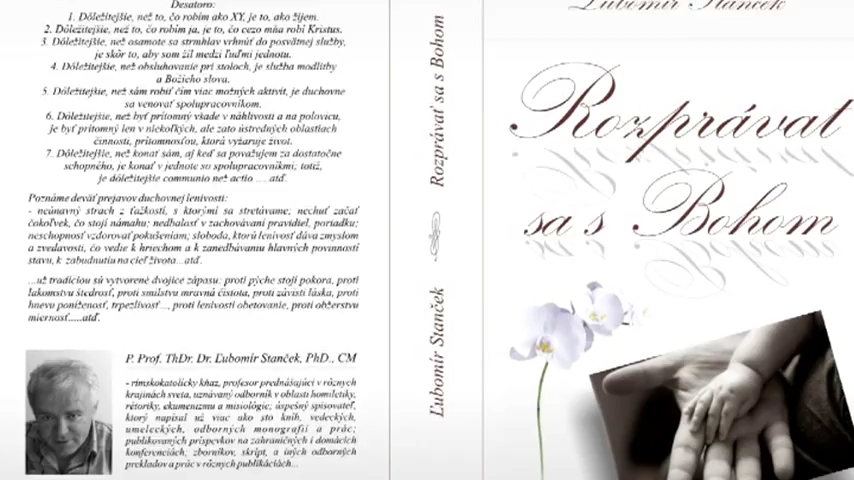 Desatoro:
1. Dôležitejšie, než to, čo robím ako XY, je to, ako žijem.
2. Dôležitejšie, než to, čo robím ja, je to, čo cezo mňa robí Kristus.
3. Dôležitejšie, než osamote sa strmhlav vrhnúť do posvätnej služby,
je skôr to, aby som žil medzi ľuďmi jednotu.
4. Dôležitejšie, než obsluhovanie pri stoloch, je služba modlitby
a Božieho slova.
5. Dôležitejšie, než sám robiť čím viac možných aktivít, je duchovne
sa venovať spolupracovníkom.
6. Dôležitejšie, než byť prítomný všade v náhlivosti a na polovicu,
je byť prítomný len v niekoľkých, ale zato ústredných oblastiach
činnosti, prítomnosťou, ktorá vyžaruje život.
7. Dôležitejšie, než konať sám, aj keď sa považujem za dostatočne
schopného, je konať v jednote so spolupracovníkmi; totiž,
je dôležitejšie communio než actio .....atď.
Poznáme deväť prejavov duchovnej lenivosti:
- neúnavný strach z ťažkostí, s ktorými sa stretávame; nechuť začať
čokoľvek, čo stojí námahu; nedbalosť v zachovávaní pravidiel, poriadku;
neschopnosť vzdorovať pokušeniam; sloboda, ktorú lenivosť dáva zmyslom
a zvedavosti, čo vedie k hriechom a k zanedbávaniu hlavných povinností
stavu, k zabudnutiu na cieľ života...atď.
...už tradíciou sú vytvorené dvojice zápasu: proti pýche stojí pokora, proti
lakomstvu štedrosť, proti smilstvu mravná čistota, proti závisti láska, proti
hnevu poníženosť, trpezlivosť..., proti lenivosti obetovanie, proti obžerstvu
miernosť.....atď.
P. Prof. ThDr. Dr. Ľubomír Stanček, PhD., CM
- rímskokatolícky kňaz, profesor prednášajúci v rôznych
krajinách sveta, uznávaný odborník v oblasti homiletiky,
rétoriky, ekumenizmu a misiológie; úspešný spisovateľ,
ktorý napísal už viac ako sto kníh, vedeckých,
umeleckých, odborných monografií a prác;
publikovaných príspevkov na zahraničných i domácich
konferenciách; zborníkov, skrípt, a iných odborných
prekladov a prác v rôznych publikáciách...
Ľubomír Stanček Rozprávať sa s Bohom
Ľubomír Stanček
Rozprávať
sa s Bohom